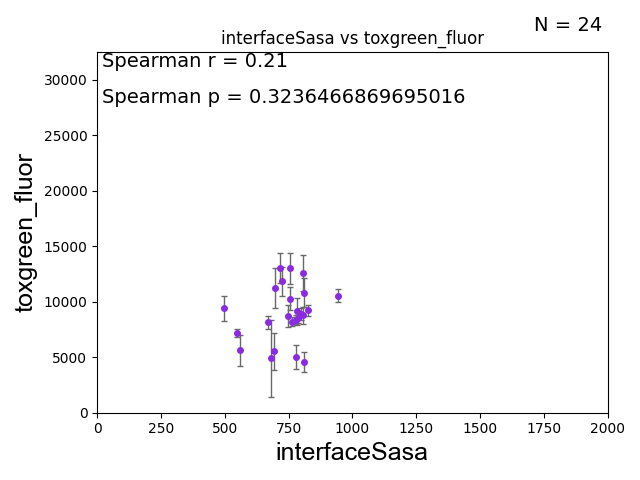 N = 24
interfaceSasa vs toxgreen_fluor
Spearman r = 0.21
Spearman p = 0.3236466869695016
toxgreen_fluor
30000
25000
20000
15000
10000
5000
0
0 250 500 750 1000 1250 1500 1750 2000
interfaceSasa